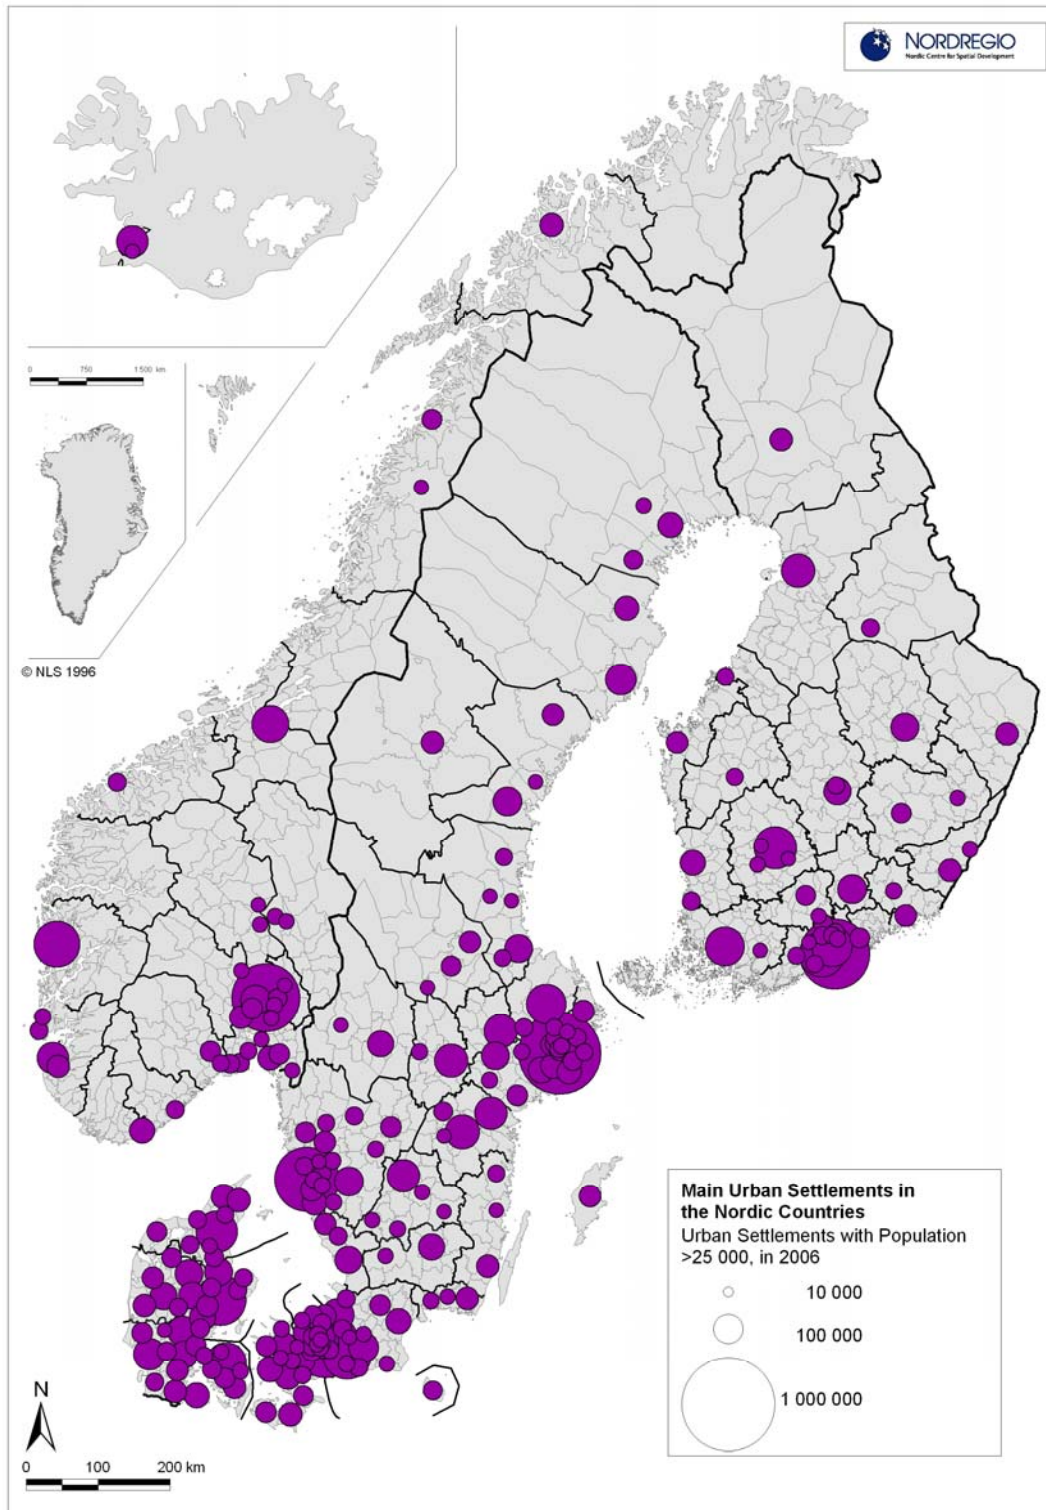 NORDREGIO
Nordic Centre for Spatial Development
0 750 1 500 km
© NLS 1996
Main Urban Settlements in
the Nordic Countries
Urban Settlements with Population
>25 000, in 2006
10 000
100 000
1 000 000
N
0 100 200 km